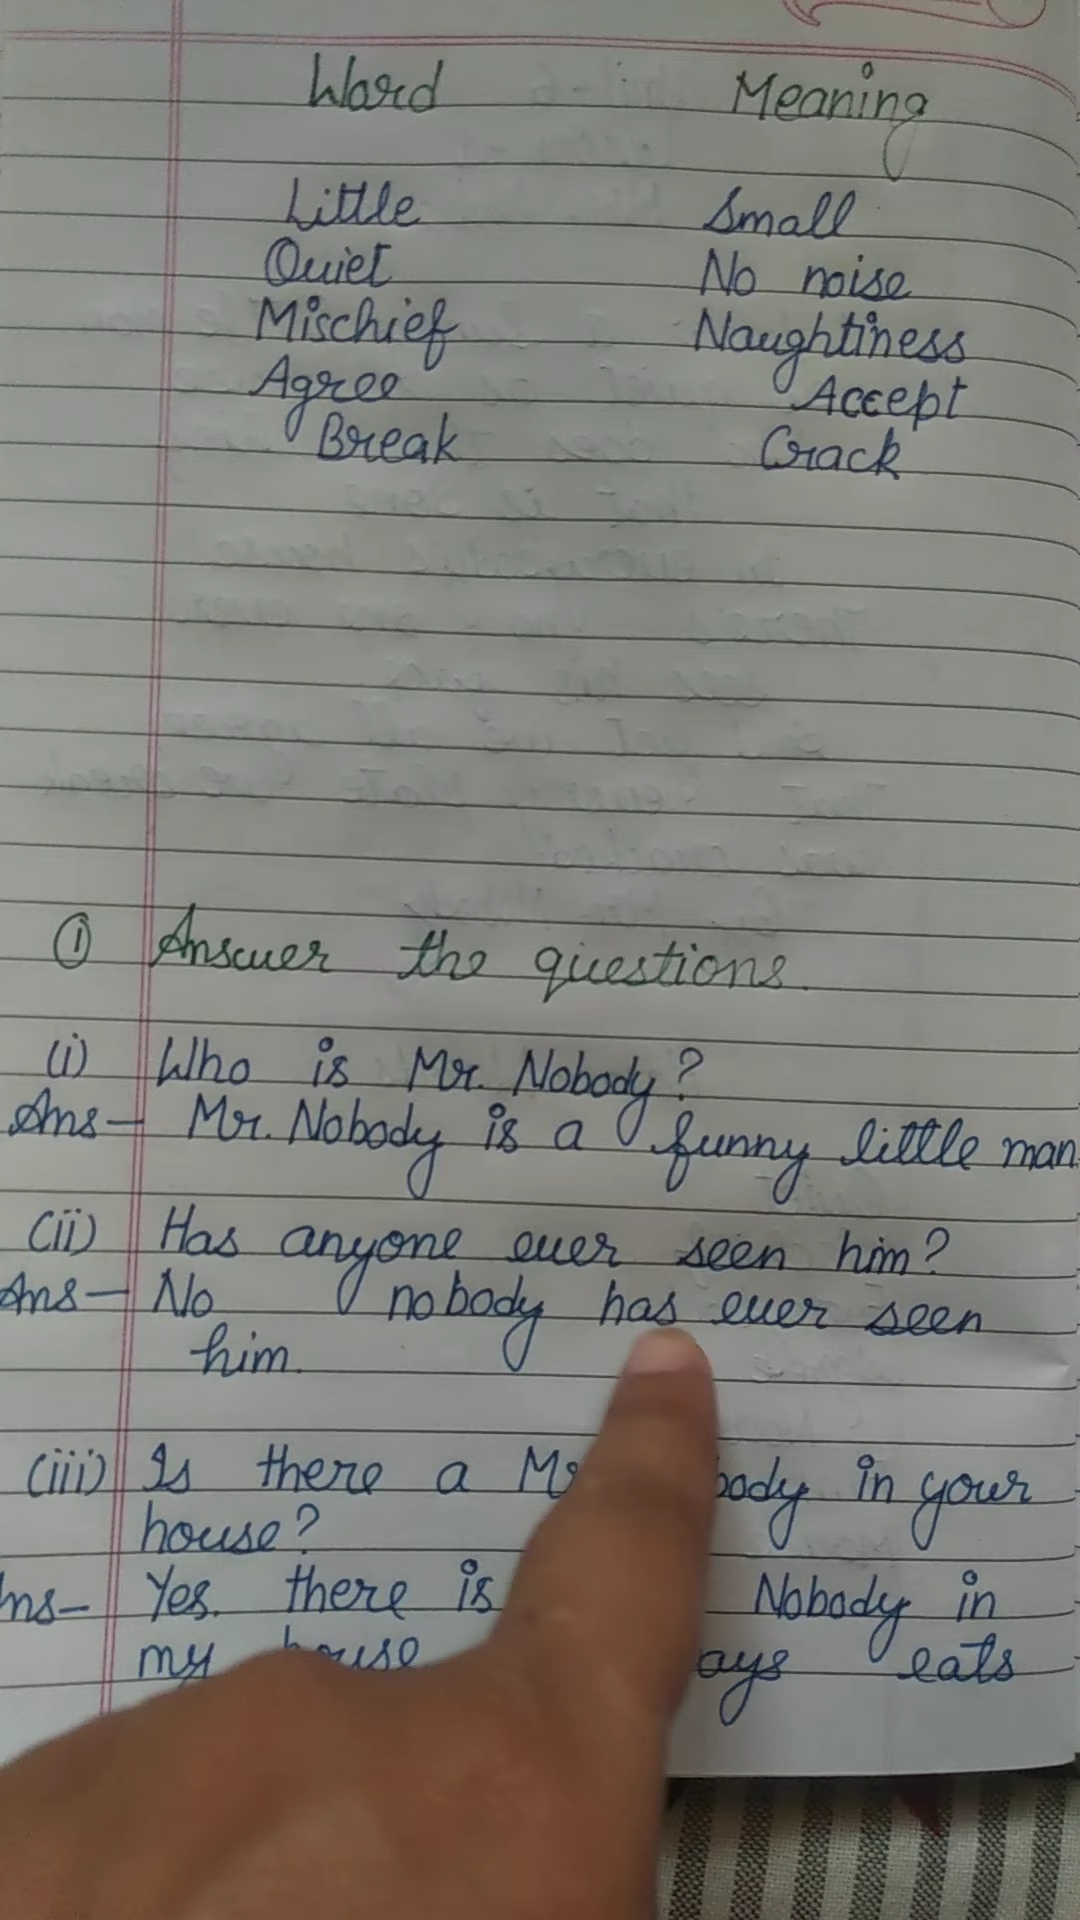 Word Meaning
Little Small
Quiet No noise
Mischief Naughtiness
Agree Accept
Break Crack
① Answer the questions.
(i) Who is Mr. Nobody?
Ans- Mr. Nobody is a funny little man
(ii) Has anyone ever seen him?
Ans- No nobody has ever seen
him.
(iii) Is there a in your
house?
Yes. there is Nobody in
my house eats